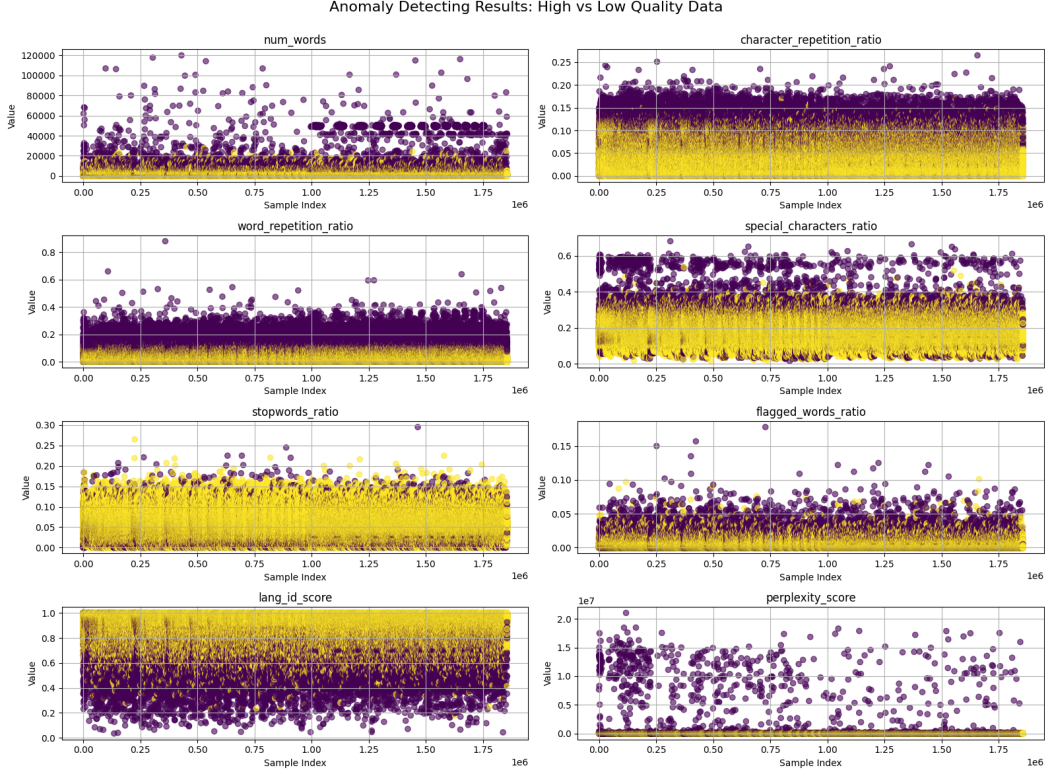 Anomaly Detecting Results: High vs Low Quality Data
num_words
Value
120000
100000
80000
60000
40000
20000
0
0.00 0.25 0.50 0.75 1.00 1.25 1.50 1.75
Sample Index
1e6
character_repetition_ratio
Value
0.25
0.20
0.15
0.10
0.05
0.00
0.00 0.25 0.50 0.75 1.00 1.25 1.50 1.75
Sample Index
1e6
word_repetition_ratio
Value
0.8
0.6
0.4
0.2
0.0
0.00 0.25 0.50 0.75 1.00 1.25 1.50 1.75
Sample Index
1e6
special_characters_ratio
Value
0.6
0.4
0.2
0.0
0.00 0.25 0.50 0.75 1.00 1.25 1.50 1.75
Sample Index
1e6
stopwords_ratio
Value
0.30
0.25
0.20
0.15
0.10
0.05
0.00
0.00 0.25 0.50 0.75 1.00 1.25 1.50 1.75
Sample Index
1e6
flagged_words_ratio
Value
0.15
0.10
0.05
0.00
0.00 0.25 0.50 0.75 1.00 1.25 1.50 1.75
Sample Index
1e6
lang_id_score
Value
1.0
0.8
0.6
0.4
0.2
0.0
0.00 0.25 0.50 0.75 1.00 1.25 1.50 1.75
Sample Index
1e6
perplexity_score
1e7
Value
2.0
1.5
1.0
0.5
0.0
0.00 0.25 0.50 0.75 1.00 1.25 1.50 1.75
Sample Index
1e6